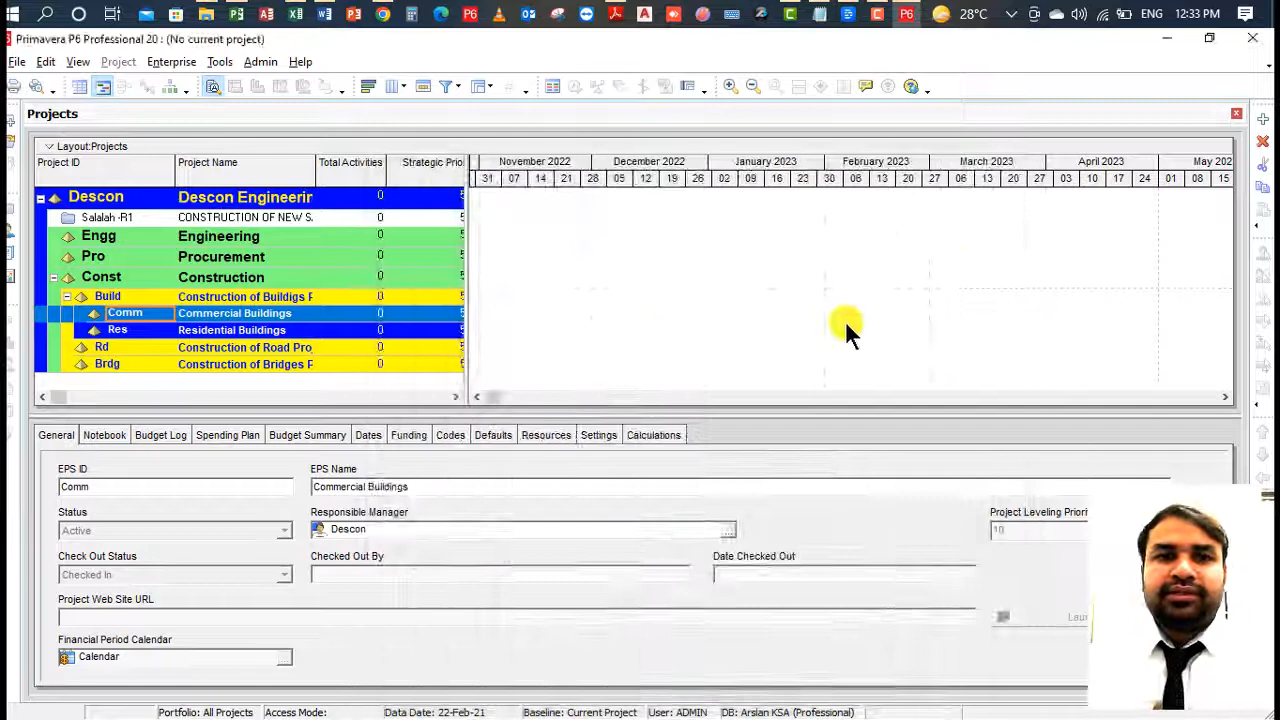 28°C ENG 12:33 PM
Primavera P6 Professional 20 : (No current project)
File Edit View Project Enterprise Tools Admin Help
Projects
Layout:Projects
Project ID Project Name Total Activities Strategic Prio
November 2022 December 2022 January 2023 February 2023 March 2023 April 2023 May 202
31 07 14 21 28 05 12 19 26 02 09 16 23 30 06 13 20 27 06 13 20 27 03 10 17 24 01 08 15
Descon Descon Engineerin 0
Salalah -R1 CONSTRUCTION OF NEW S. 0
Engg Engineering 0
Pro Procurement 0
Const Construction 0
Build Construction of Buildigs F 0
Comm Commercial Buildings 0
Res Residential Buildings 0
Rd Construction of Road Pro 0
Brdg Construction of Bridges F 0
General Notebook Budget Log Spending Plan Budget Summary Dates Funding Codes Defaults Resources Settings Calculations
EPS ID EPS Name
Comm Commercial Buildings
Status Responsible Manager Project Leveling Priorit
Active Descon 10
Check Out Status Checked Out By Date Checked Out
Checked In
Project Web Site URL
Laun
Financial Period Calendar
Calendar
Portfolio: All Projects Access Mode: Data Date: 22-Feb-21 Baseline: Current Project User: ADMIN DB: Arslan KSA (Professional)